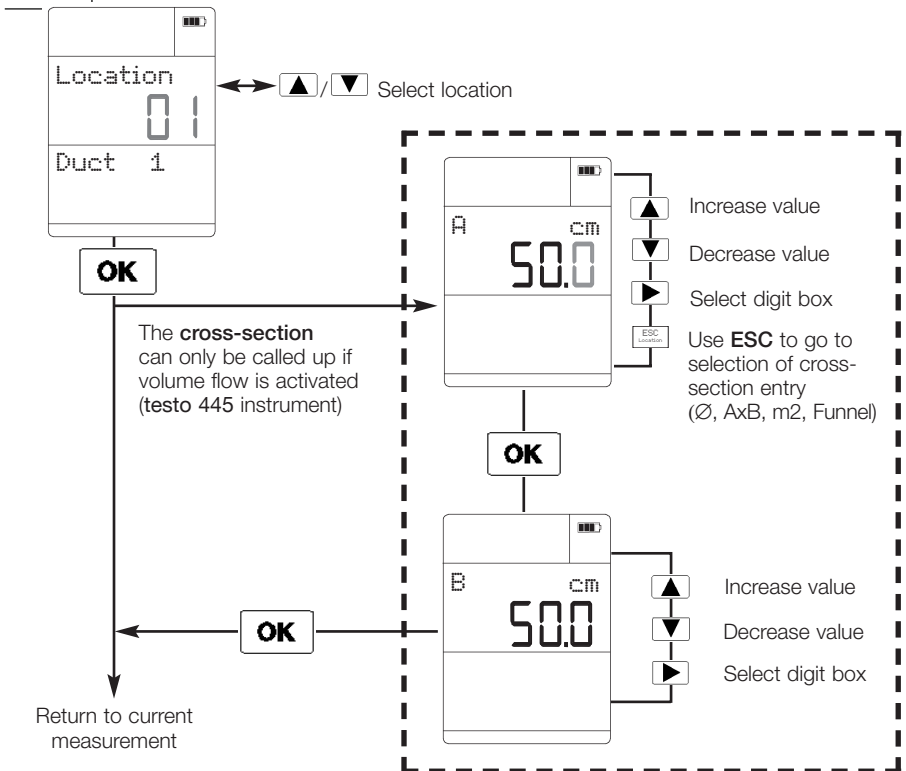 Location
01
Duct 1
▲/▼ Select location
OK
The cross-section
can only be called up if
volume flow is activated
(testo 445 instrument)
A cm
50.0
Increase value
Decrease value
Select digit box
ESC
Location
Use ESC to go to
selection of cross-
section entry
(Ø, AxB, m2, Funnel)
OK
B cm
50.0
Increase value
Decrease value
Select digit box
OK
Return to current
measurement